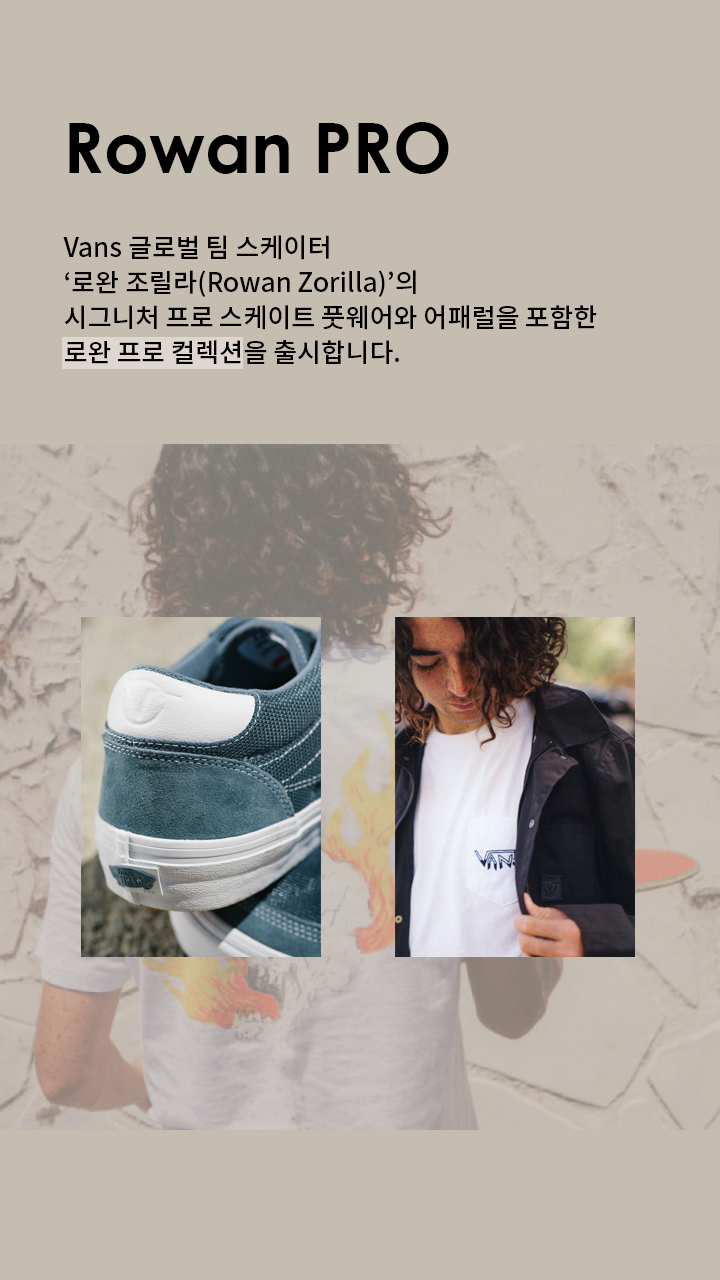 Rowan PRO
Vans 글로벌 팀 스케이터
‘로완 조릴라(Rowan Zorilla)’의
시그니처 프로 스케이트 풋웨어와 어패럴을 포함한
로완 프로 컬렉션을 출시합니다.
VANS